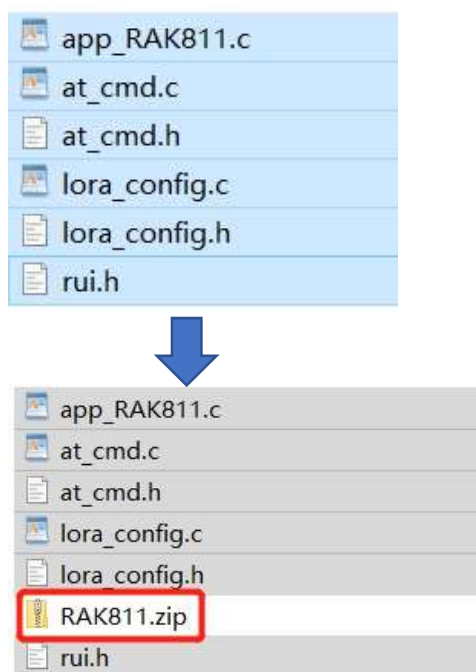 app_RAK811.c
at_cmd.c
at_cmd.h
lora_config.c
lora_config.h
rui.h
app_RAK811.c
at_cmd.c
at_cmd.h
lora_config.c
lora_config.h
RAK811.zip
rui.h